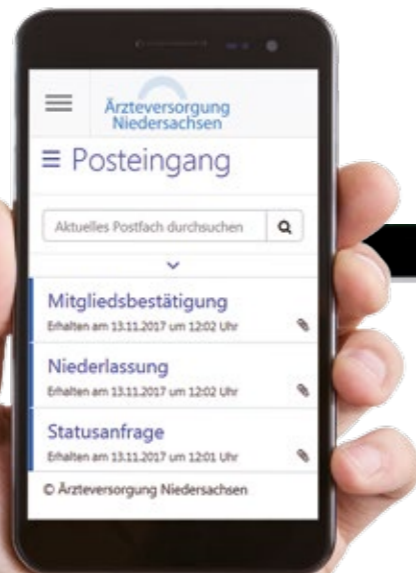 Ärzteversorgung
Niedersachsen
Posteingang
Aktuelles Postfach durchsuchen
Mitgliedsbestätigung
Erhalten am 13.11.2017 um 12:02 Uhr
Niederlassung
Erhalten am 13.11.2017 um 12:02 Uhr
Statusanfrage
Erhalten am 13.11.2017 um 12:01 Uhr
© Ärzteversorgung Niedersachsen